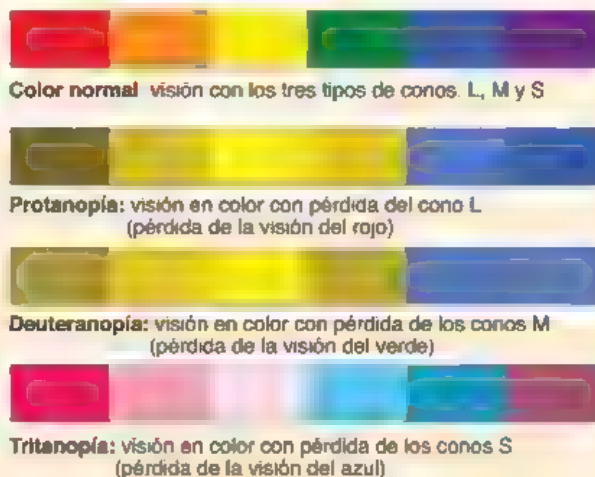 Color normal visión con los tres tipos de conos. L, M y S
Protanopía: visión en color con pérdida del cono L
(pérdida de la visión del rojo)
Deuteranopía: visión en color con pérdida de los conos M
(pérdida de la visión del verde)
Tritanopía: visión en color con pérdida de los conos S
(pérdida de la visión del azul)